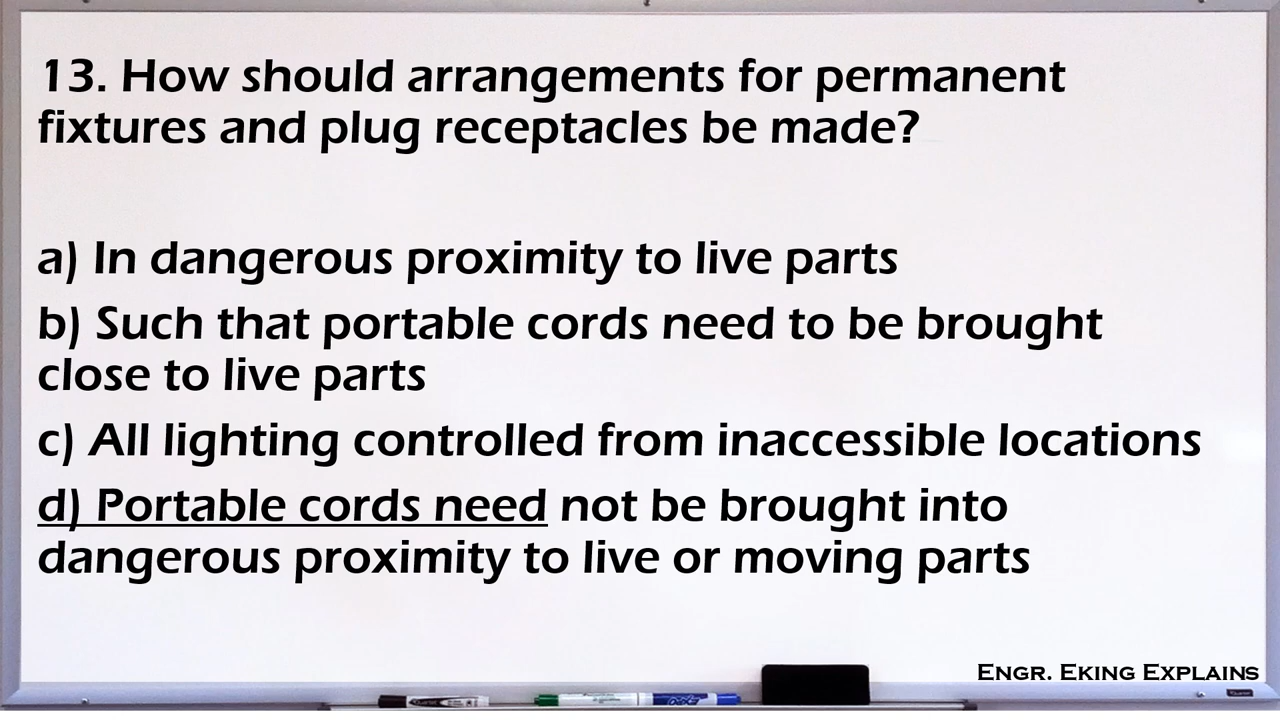 13. How should arrangements for permanent
fixtures and plug receptacles be made?
a) In dangerous proximity to live parts
b) Such that portable cords need to be brought
close to live parts
c) All lighting controlled from inaccessible locations
d) Portable cords need not be brought into
dangerous proximity to live or moving parts
Engr. Eking Explains